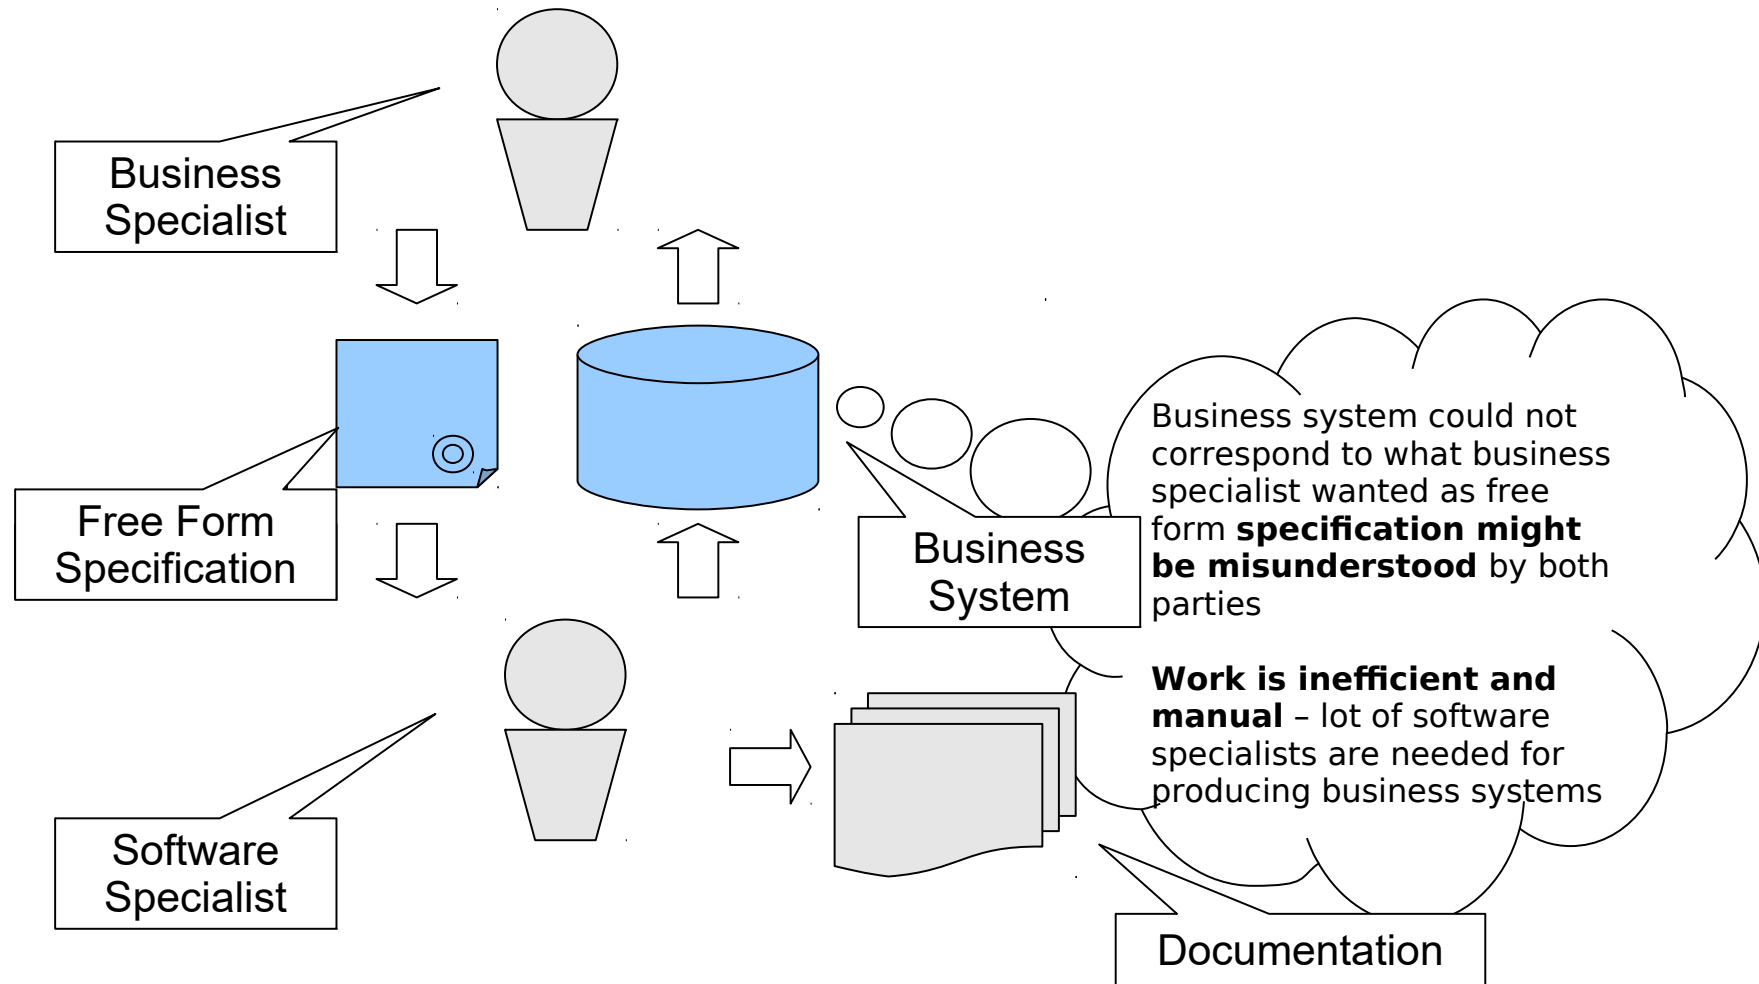 Business
Specialist
Free Form
Specification
Business
System
Business system could not
correspond to what business
specialist wanted as free
form specification might
be misunderstood by both
parties
Work is inefficient and
manual – lot of software
specialists are needed for
producing business systems
Software
Specialist
Documentation